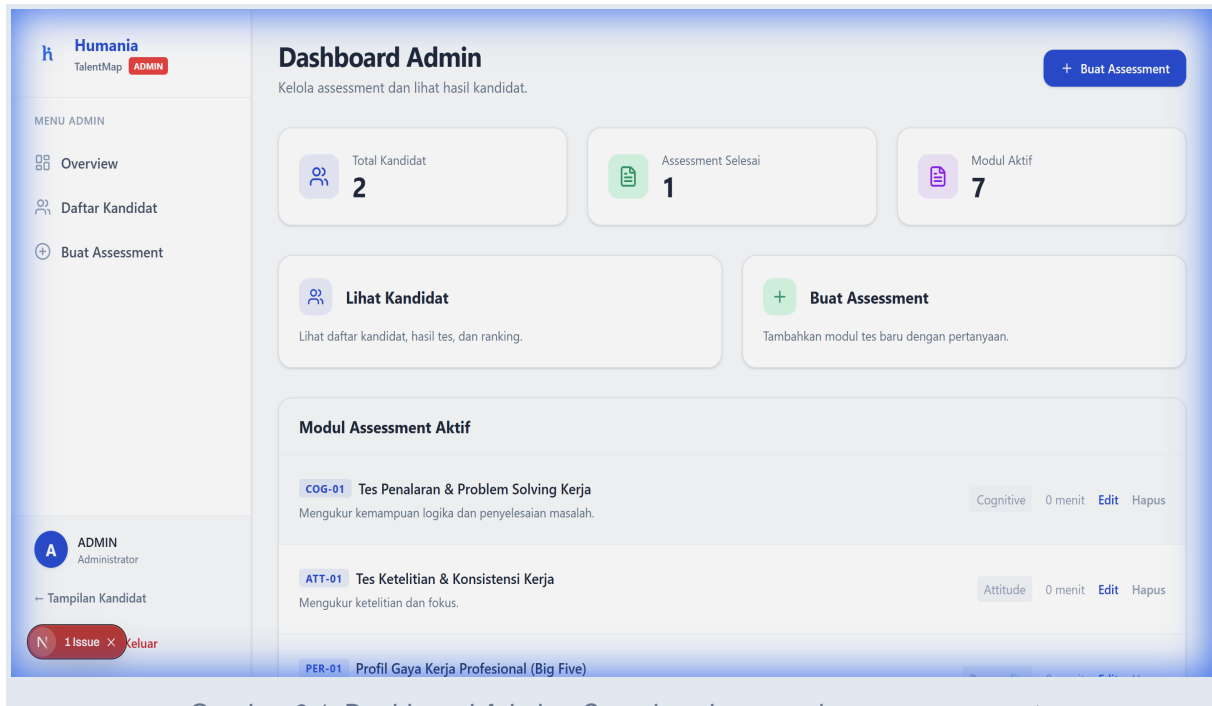 Humania
TalentMap ADMIN
MENU ADMIN
Overview
Daftar Kandidat
Buat Assessment
A ADMIN
Administrator
← Tampilan Kandidat
N 1 Issue × Keluar
Dashboard Admin
Kelola assessment dan lihat hasil kandidat.
+ Buat Assessment
Total Kandidat
2
Assessment Selesai
1
Modul Aktif
7
Lihat Kandidat
Lihat daftar kandidat, hasil tes, dan ranking.
Buat Assessment
Tambahkan modul tes baru dengan pertanyaan.
Modul Assessment Aktif
COG-01 Tes Penalaran & Problem Solving Kerja
Mengukur kemampuan logika dan penyelesaian masalah.
Cognitive 0 menit Edit Hapus
ATT-01 Tes Ketelitian & Konsistensi Kerja
Mengukur ketelitian dan fokus.
Attitude 0 menit Edit Hapus
PER-01 Profil Gaya Kerja Profesional (Big Five)